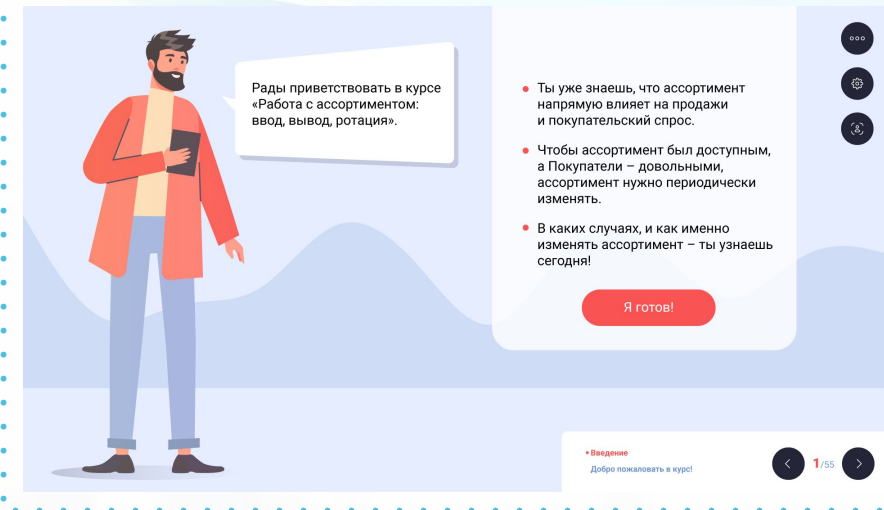 Рады приветствовать в курсе
«Работа с ассортиментом:
ввод, вывод, ротация».
• Ты уже знаешь, что ассортимент
напрямую влияет на продажи
и покупательский спрос.
• Чтобы ассортимент был доступным,
а Покупатели – довольными,
ассортимент нужно периодически
изменять.
• В каких случаях, и как именно
изменять ассортимент – ты узнаешь
сегодня!
Я готов!
• Введение
Добро пожаловать в курс!
1/55